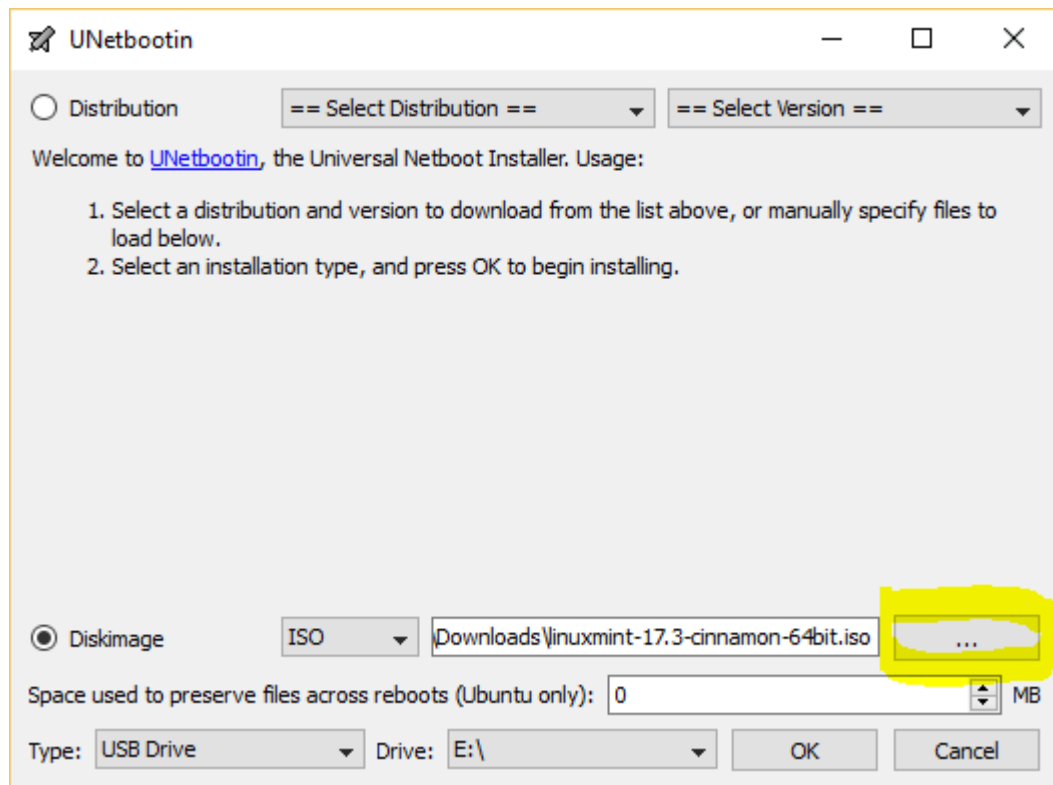 UNetbootin
Distribution == Select Distribution == == Select Version ==
Welcome to UNetbootin, the Universal Netboot Installer. Usage:
1. Select a distribution and version to download from the list above, or manually specify files to
load below.
2. Select an installation type, and press OK to begin installing.
Diskimage ISO \Downloads\linuxmint-17.3-cinnamon-64bit.iso ...
Space used to preserve files across reboots (Ubuntu only): 0 MB
Type: USB Drive Drive: E:\ OK Cancel